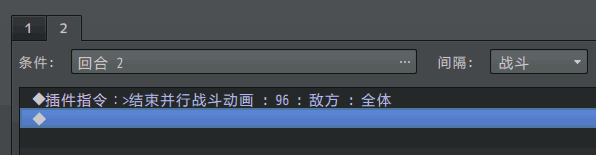 1 2
条件: 回合 2 ... 间隔: 战斗
◆插件指令:>结束并行战斗动画 : 96 : 敌方 : 全体
◆